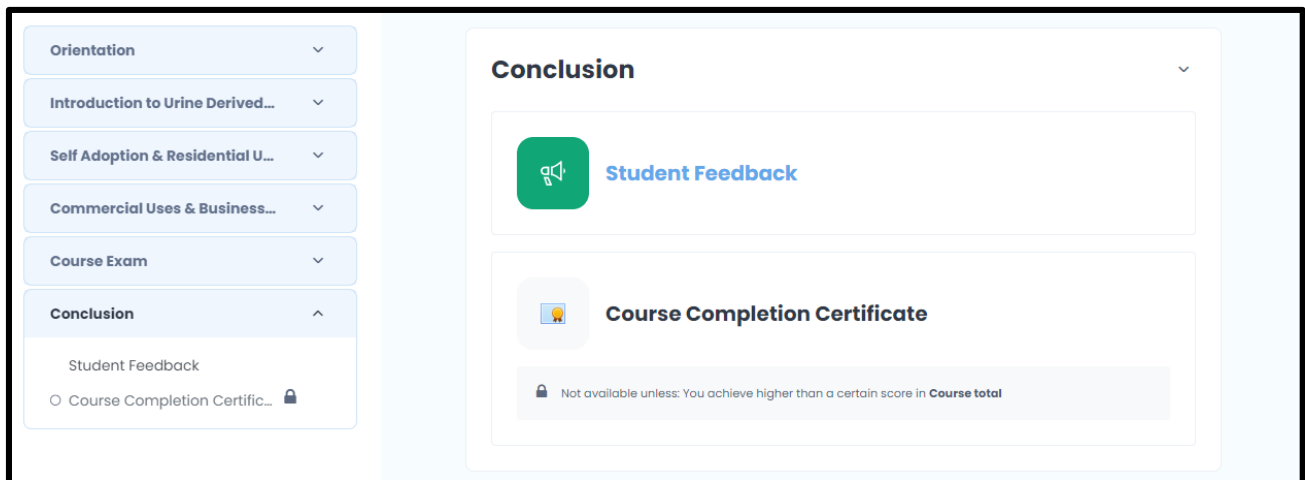 Orientation
Introduction to Urine Derived...
Self Adoption & Residential U...
Commercial Uses & Business...
Course Exam
Conclusion
Student Feedback
Course Completion Certific...
Conclusion
Student Feedback
Course Completion Certificate
Not available unless: You achieve higher than a certain score in Course total